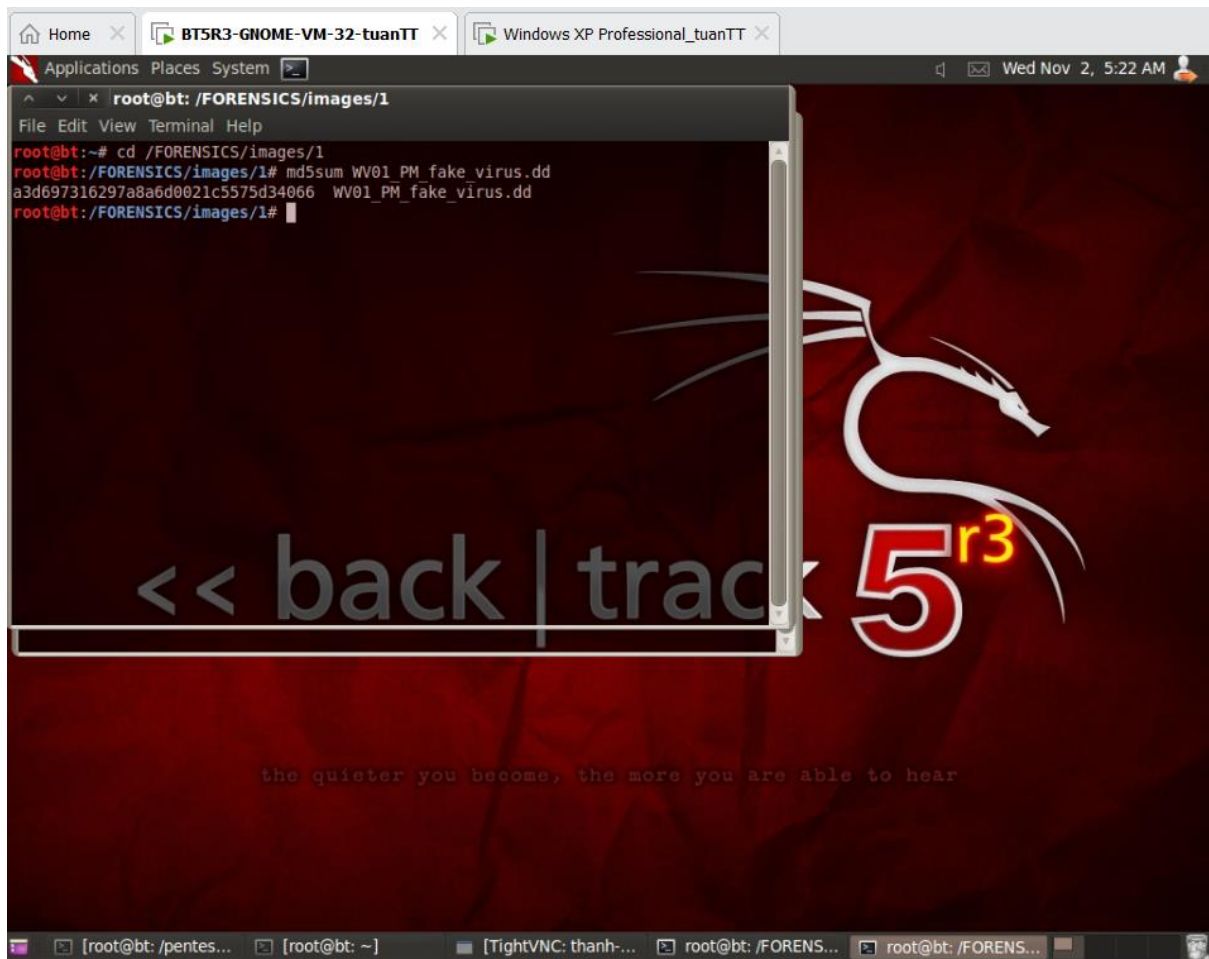 Home BT5R3-GNOME-VM-32-tuanTT Windows XP Professional_tuanTT
Applications Places System Wed Nov 2, 5:22 AM
root@bt: /FORENSICS/images/1
File Edit View Terminal Help
root@bt:~# cd /FORENSICS/images/1
root@bt:/FORENSICS/images/1# md5sum WV01_PM_fake_virus.dd
a3d697316297a8a6d0021c5575d34066  WV01_PM_fake_virus.dd
root@bt:/FORENSICS/images/1#
<< back | track 5 r3
the quieter you become, the more you are able to hear
[root@bt: /pentes... [root@bt: ~] [TightVNC: thanh-... root@bt: /FORENS... root@bt: /FORENS...